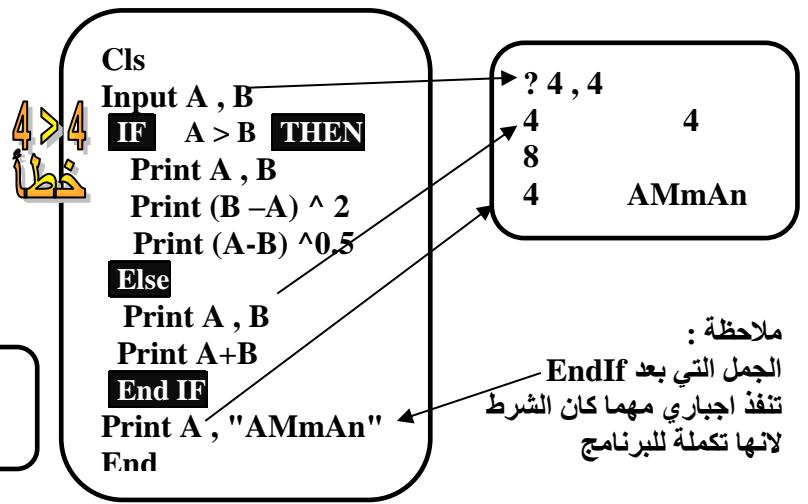 Cls
Input A , B
IF A > B THEN
Print A , B
Print (B –A) ^ 2
Print (A-B) ^0.5
Else
Print A , B
Print A+B
End IF
Print A , "AMmAn"
End
4>4
خطأ
? 4 , 4
4 4
8
4 AMmAn
ملاحظة :
الجمل التي بعد EndIf
تنفذ اجباري مهما كان الشرط
لانها تكملة للبرنامج